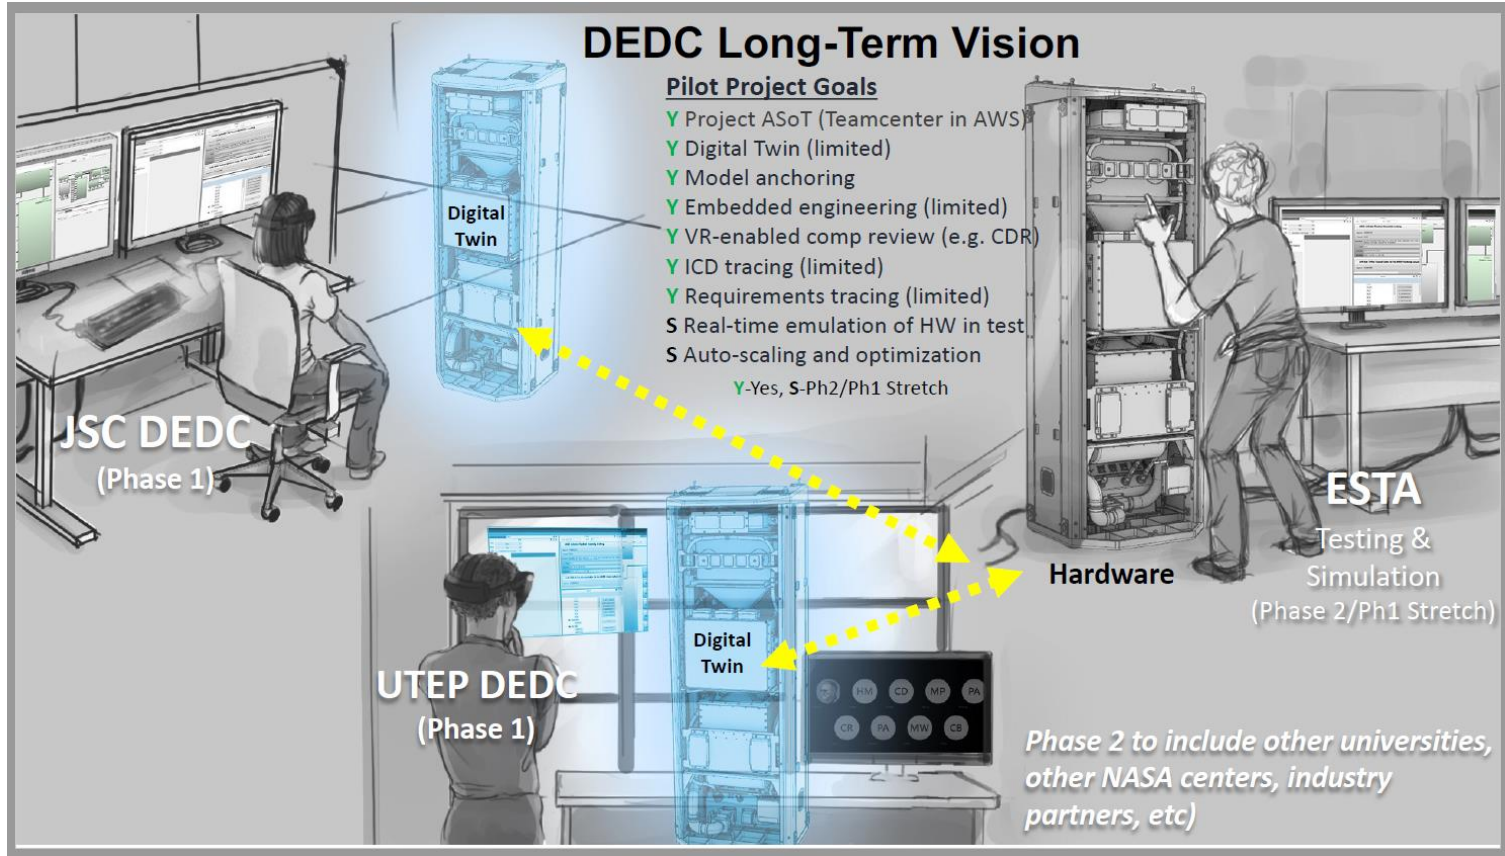 DEDC Long-Term Vision
Pilot Project Goals
Y Project ASoT (Teamcenter in AWS)
Y Digital Twin (limited)
Y Model anchoring
Y Embedded engineering (limited)
Y VR-enabled comp review (e.g. CDR)
Y ICD tracing (limited)
Y Requirements tracing (limited)
S Real-time emulation of HW in test
S Auto-scaling and optimization
Y-Yes, S-Ph2/Ph1 Stretch
Digital
Twin
JSC DEDC
(Phase 1)
Hardware
ESTA
Testing &
Simulation
(Phase 2/Ph1 Stretch)
Digital
Twin
UTEP DEDC
(Phase 1)
HM CD MP PA
CR PA MW CB
Phase 2 to include other universities,
other NASA centers, industry
partners, etc)